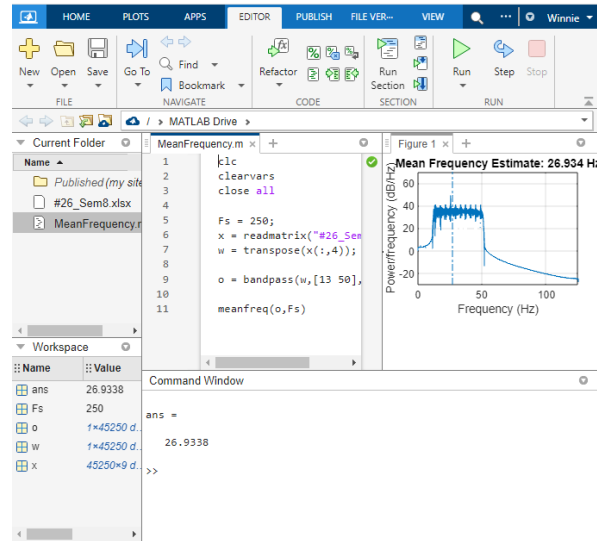 HOME PLOTS APPS EDITOR PUBLISH FILE VER··· VIEW ··· Winnie
New Open Save Go To Find Bookmark Refactor Run Section Run Step Stop
FILE NAVIGATE CODE SECTION RUN
/ > MATLAB Drive >
Current Folder
Name
Published (my site
#26_Sem8.xlsx
MeanFrequency.r
MeanFrequency.m × +
1 clc
2 clearvars
3 close all
4
5 Fs = 250;
6 x = readmatrix("#26_Sem
7 w = transpose(x(:,4));
8
9 o = bandpass(w,[13 50],
10
11 meanfreq(o,Fs)
Figure 1 × +
Mean Frequency Estimate: 26.934 H
Power/frequency (dB/Hz)
60
40
20
0
-20
0 50 100
Frequency (Hz)
Workspace
Name Value
ans 26.9338
Fs 250
o 1×45250 d..
w 1×45250 d..
x 45250×9 d..
Command Window
ans =
26.9338
>>